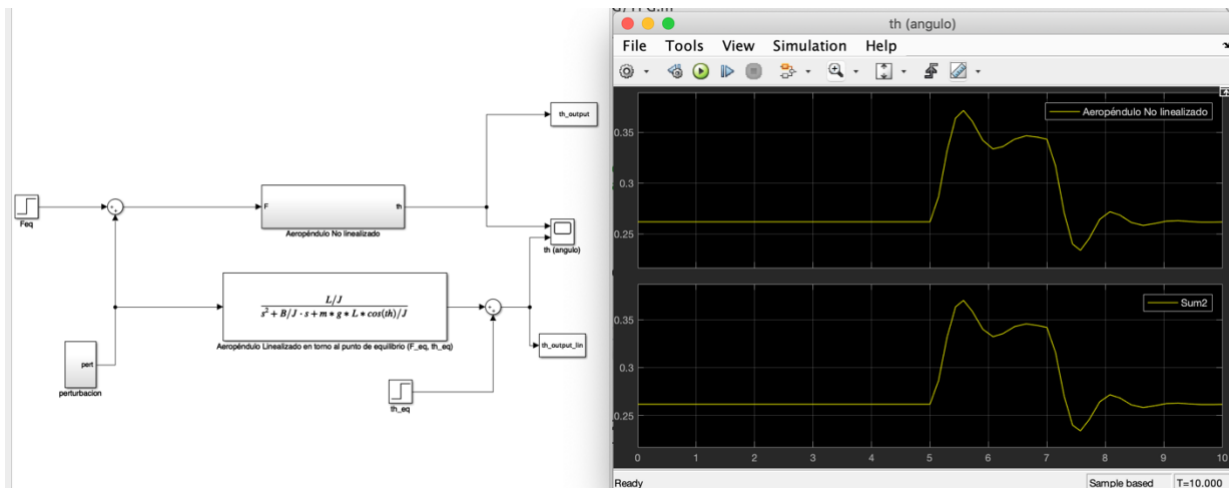 th_output
Feq
F
th
Aeropéndulo No linealizado
th (angulo)
L/J
s² + B/J · s + m * g * L * cos(th)/J
Aeropéndulo Linealizado en torno al punto de equilibrio (F_eq, th_eq)
th_output_lin
pert
perturbacion
th_eq
th (angulo)
File Tools View Simulation Help
Aeropéndulo No linealizado
0.35
0.3
0.25
Sum2
0.35
0.3
0.25
0 1 2 3 4 5 6 7 8 9 10
Ready Sample based T=10.000